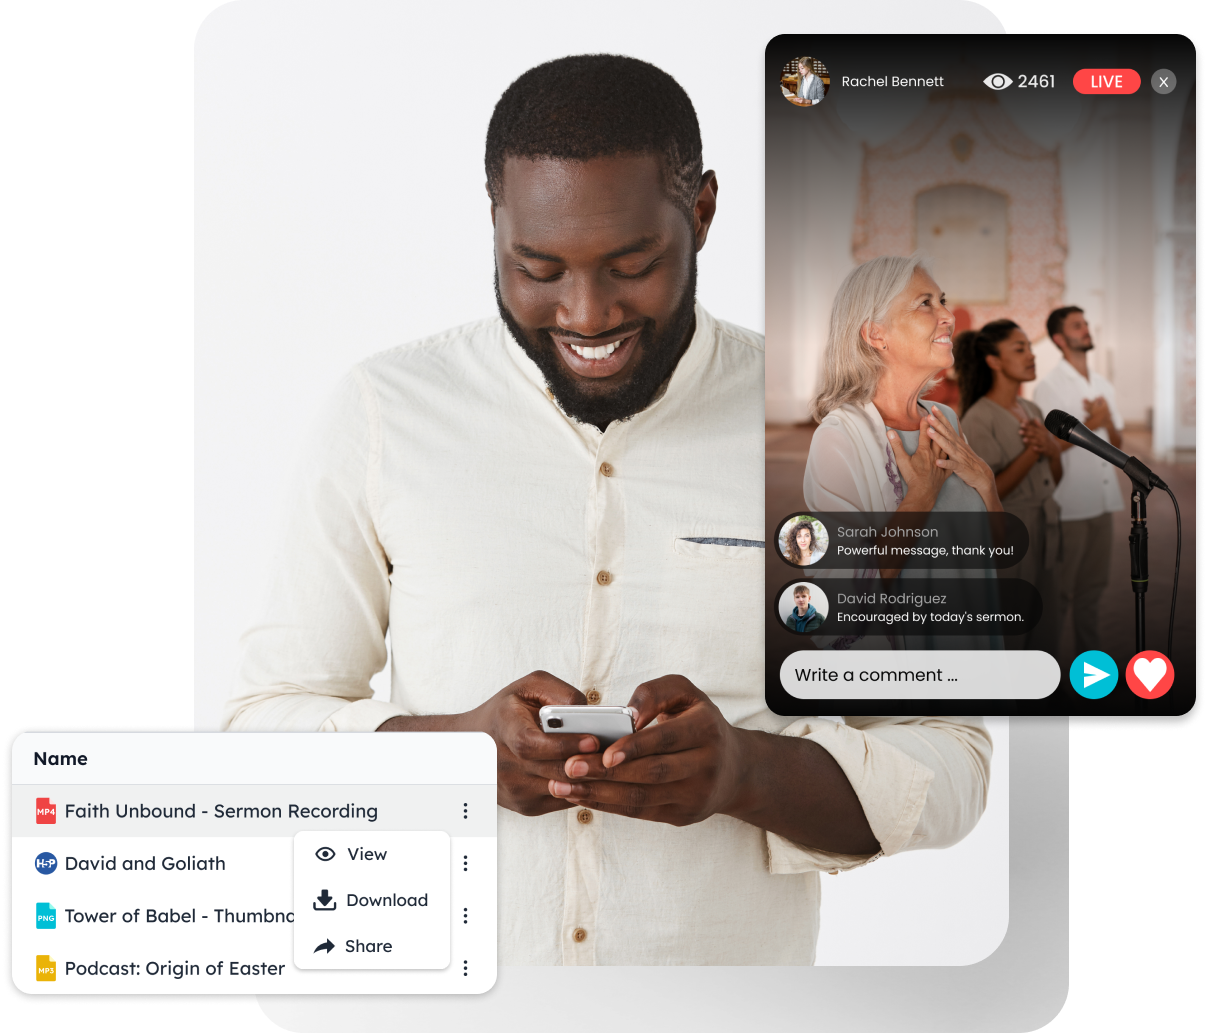 Rachel Bennett
2461
LIVE
X
Sarah Johnson
Powerful message, thank you!
David Rodriguez
Encouraged by today's sermon.
Write a comment ...
Name
MP4 Faith Unbound - Sermon Recording
View
H-P David and Goliath
Download
PNG Tower of Babel - Thumbna
Share
MP3 Podcast: Origin of Easter